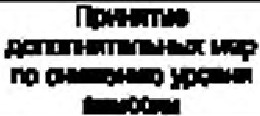 Принятие
дополнительных мер
по снижению уровня